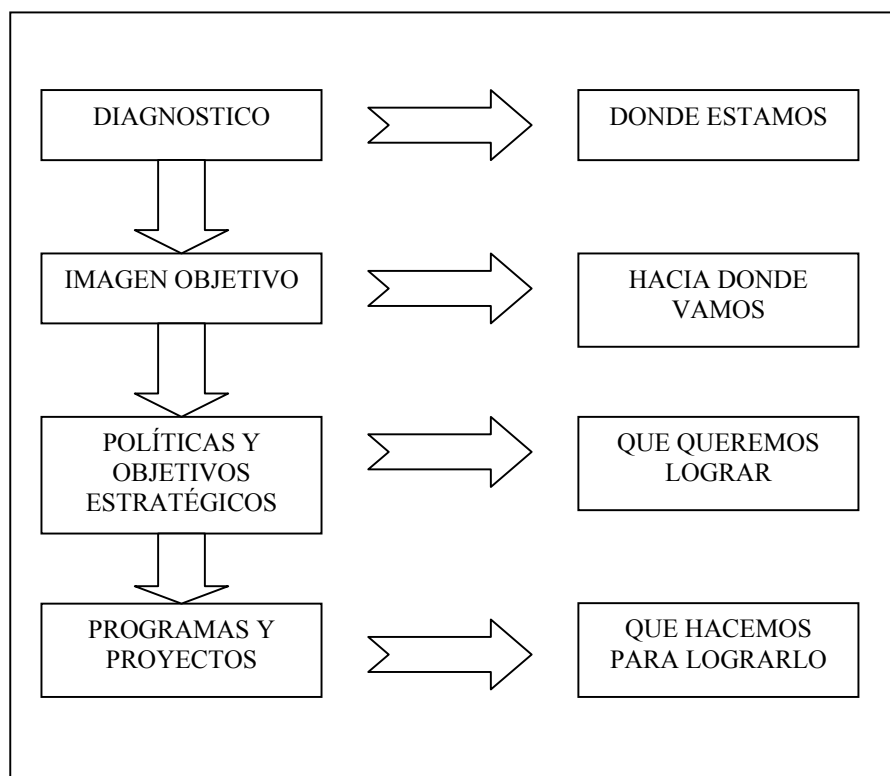 DIAGNOSTICO
DONDE ESTAMOS
IMAGEN OBJETIVO
HACIA DONDE
VAMOS
POLÍTICAS Y
OBJETIVOS
ESTRATÉGICOS
QUE QUEREMOS
LOGRAR
PROGRAMAS Y
PROYECTOS
QUE HACEMOS
PARA LOGRARLO